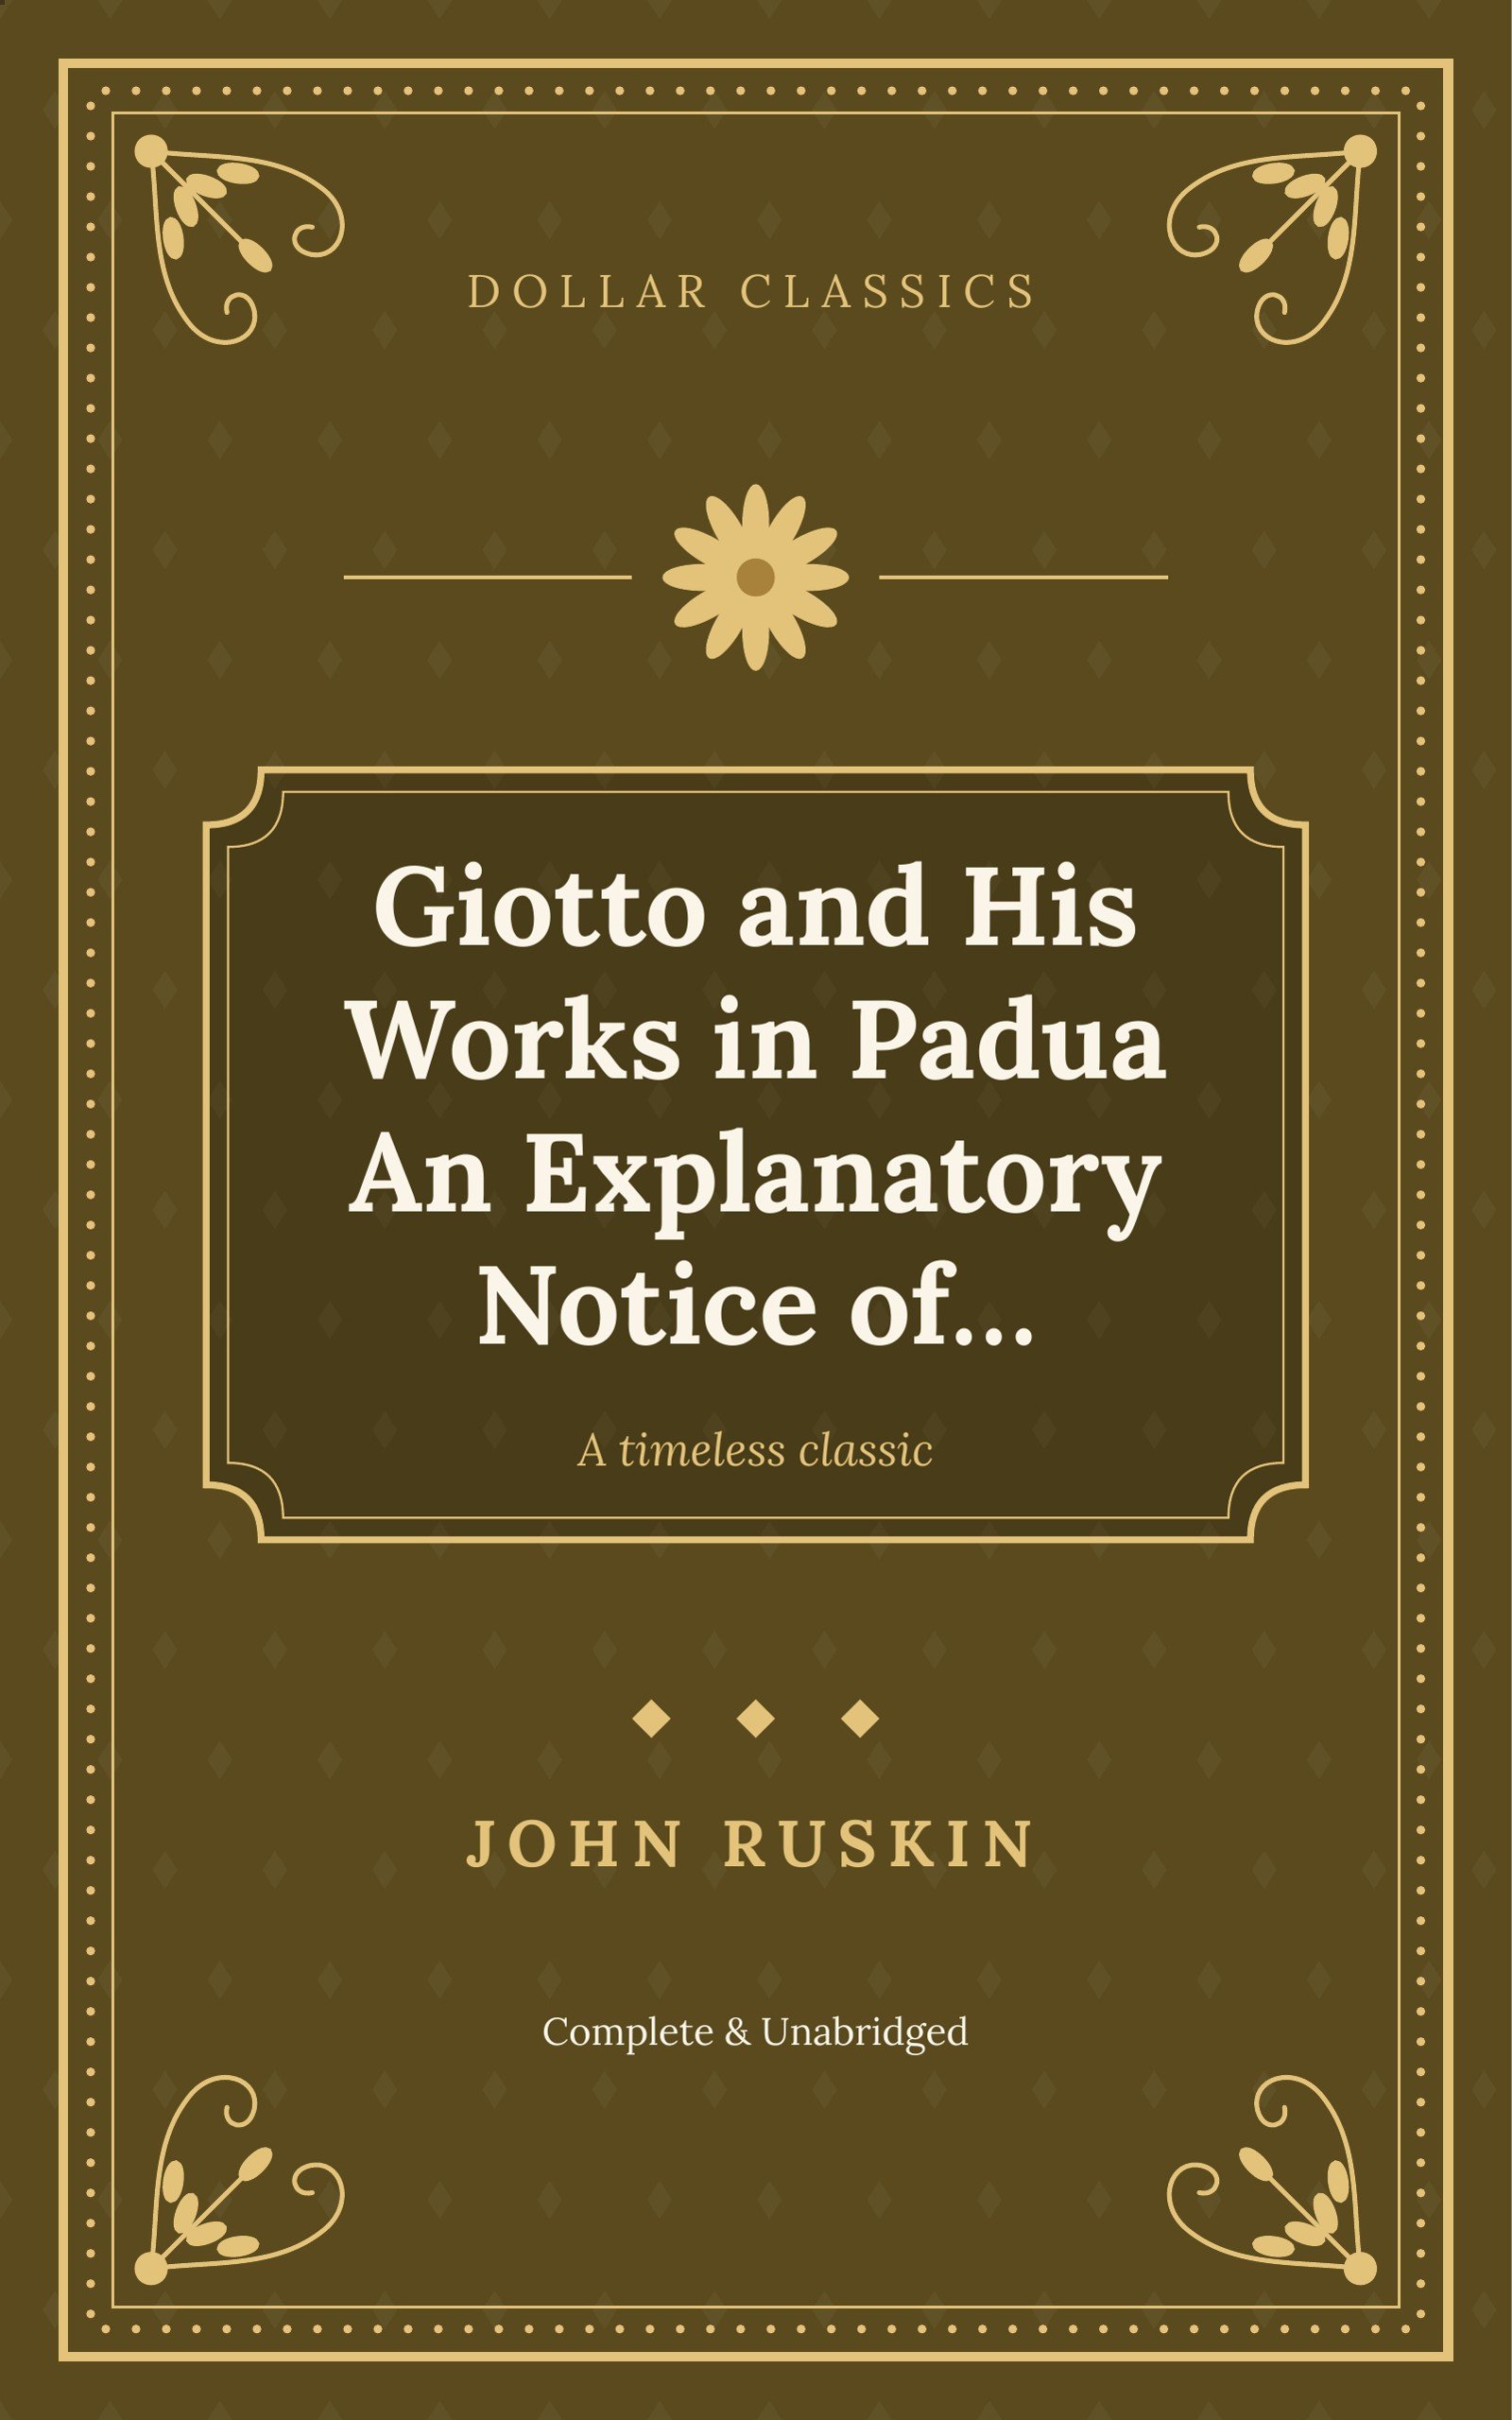 DOLLAR CLASSICS
Giotto and His
Works in Padua
An Explanatory
Notice of...
A timeless classic
JOHN RUSKIN
Complete & Unabridged